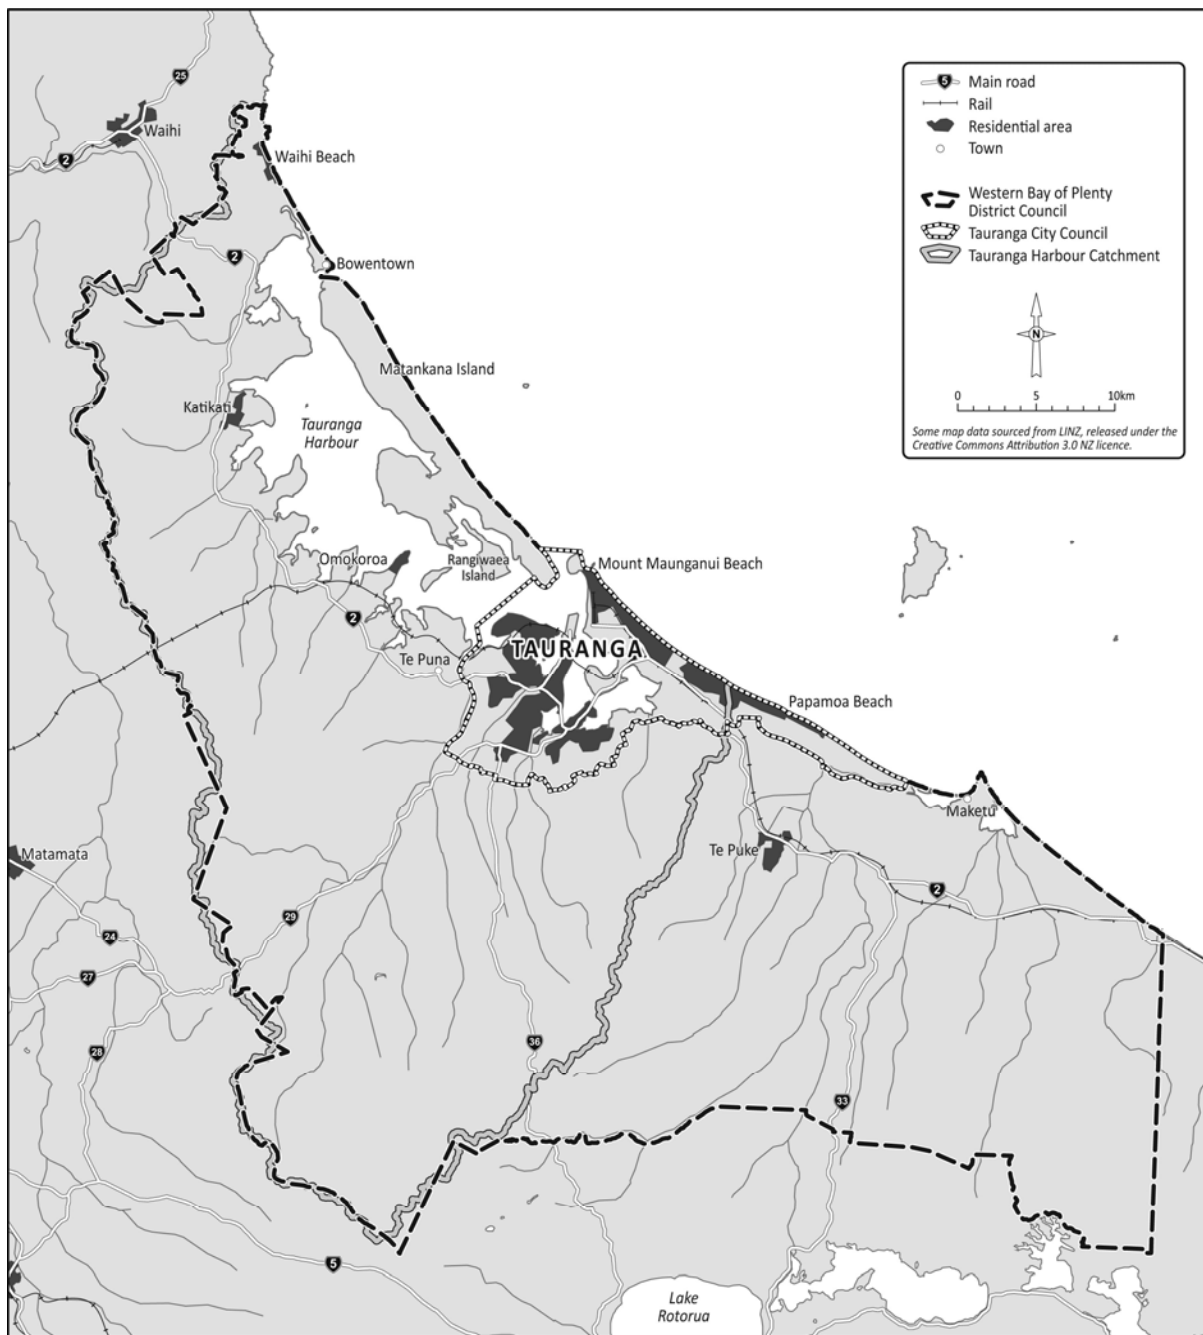 25
Waihi
2
Waihi Beach
2
Bowentown
Matankana Island
Katikati
Tauranga
Harbour
Omokoroa
Rangiwaea
Island
Mount Maunganui Beach
2
TAURANGA
Te Puna
Papamoa Beach
Maketu
Te Puke
Matamata
2
29
24
27
36
28
33
5
Lake
Rotorua
5
Main road
Rail
Residential area
Town
Western Bay of Plenty
District Council
Tauranga City Council
Tauranga Harbour Catchment
N
0 5 10km
Some map data sourced from LINZ, released under the
Creative Commons Attribution 3.0 NZ licence.